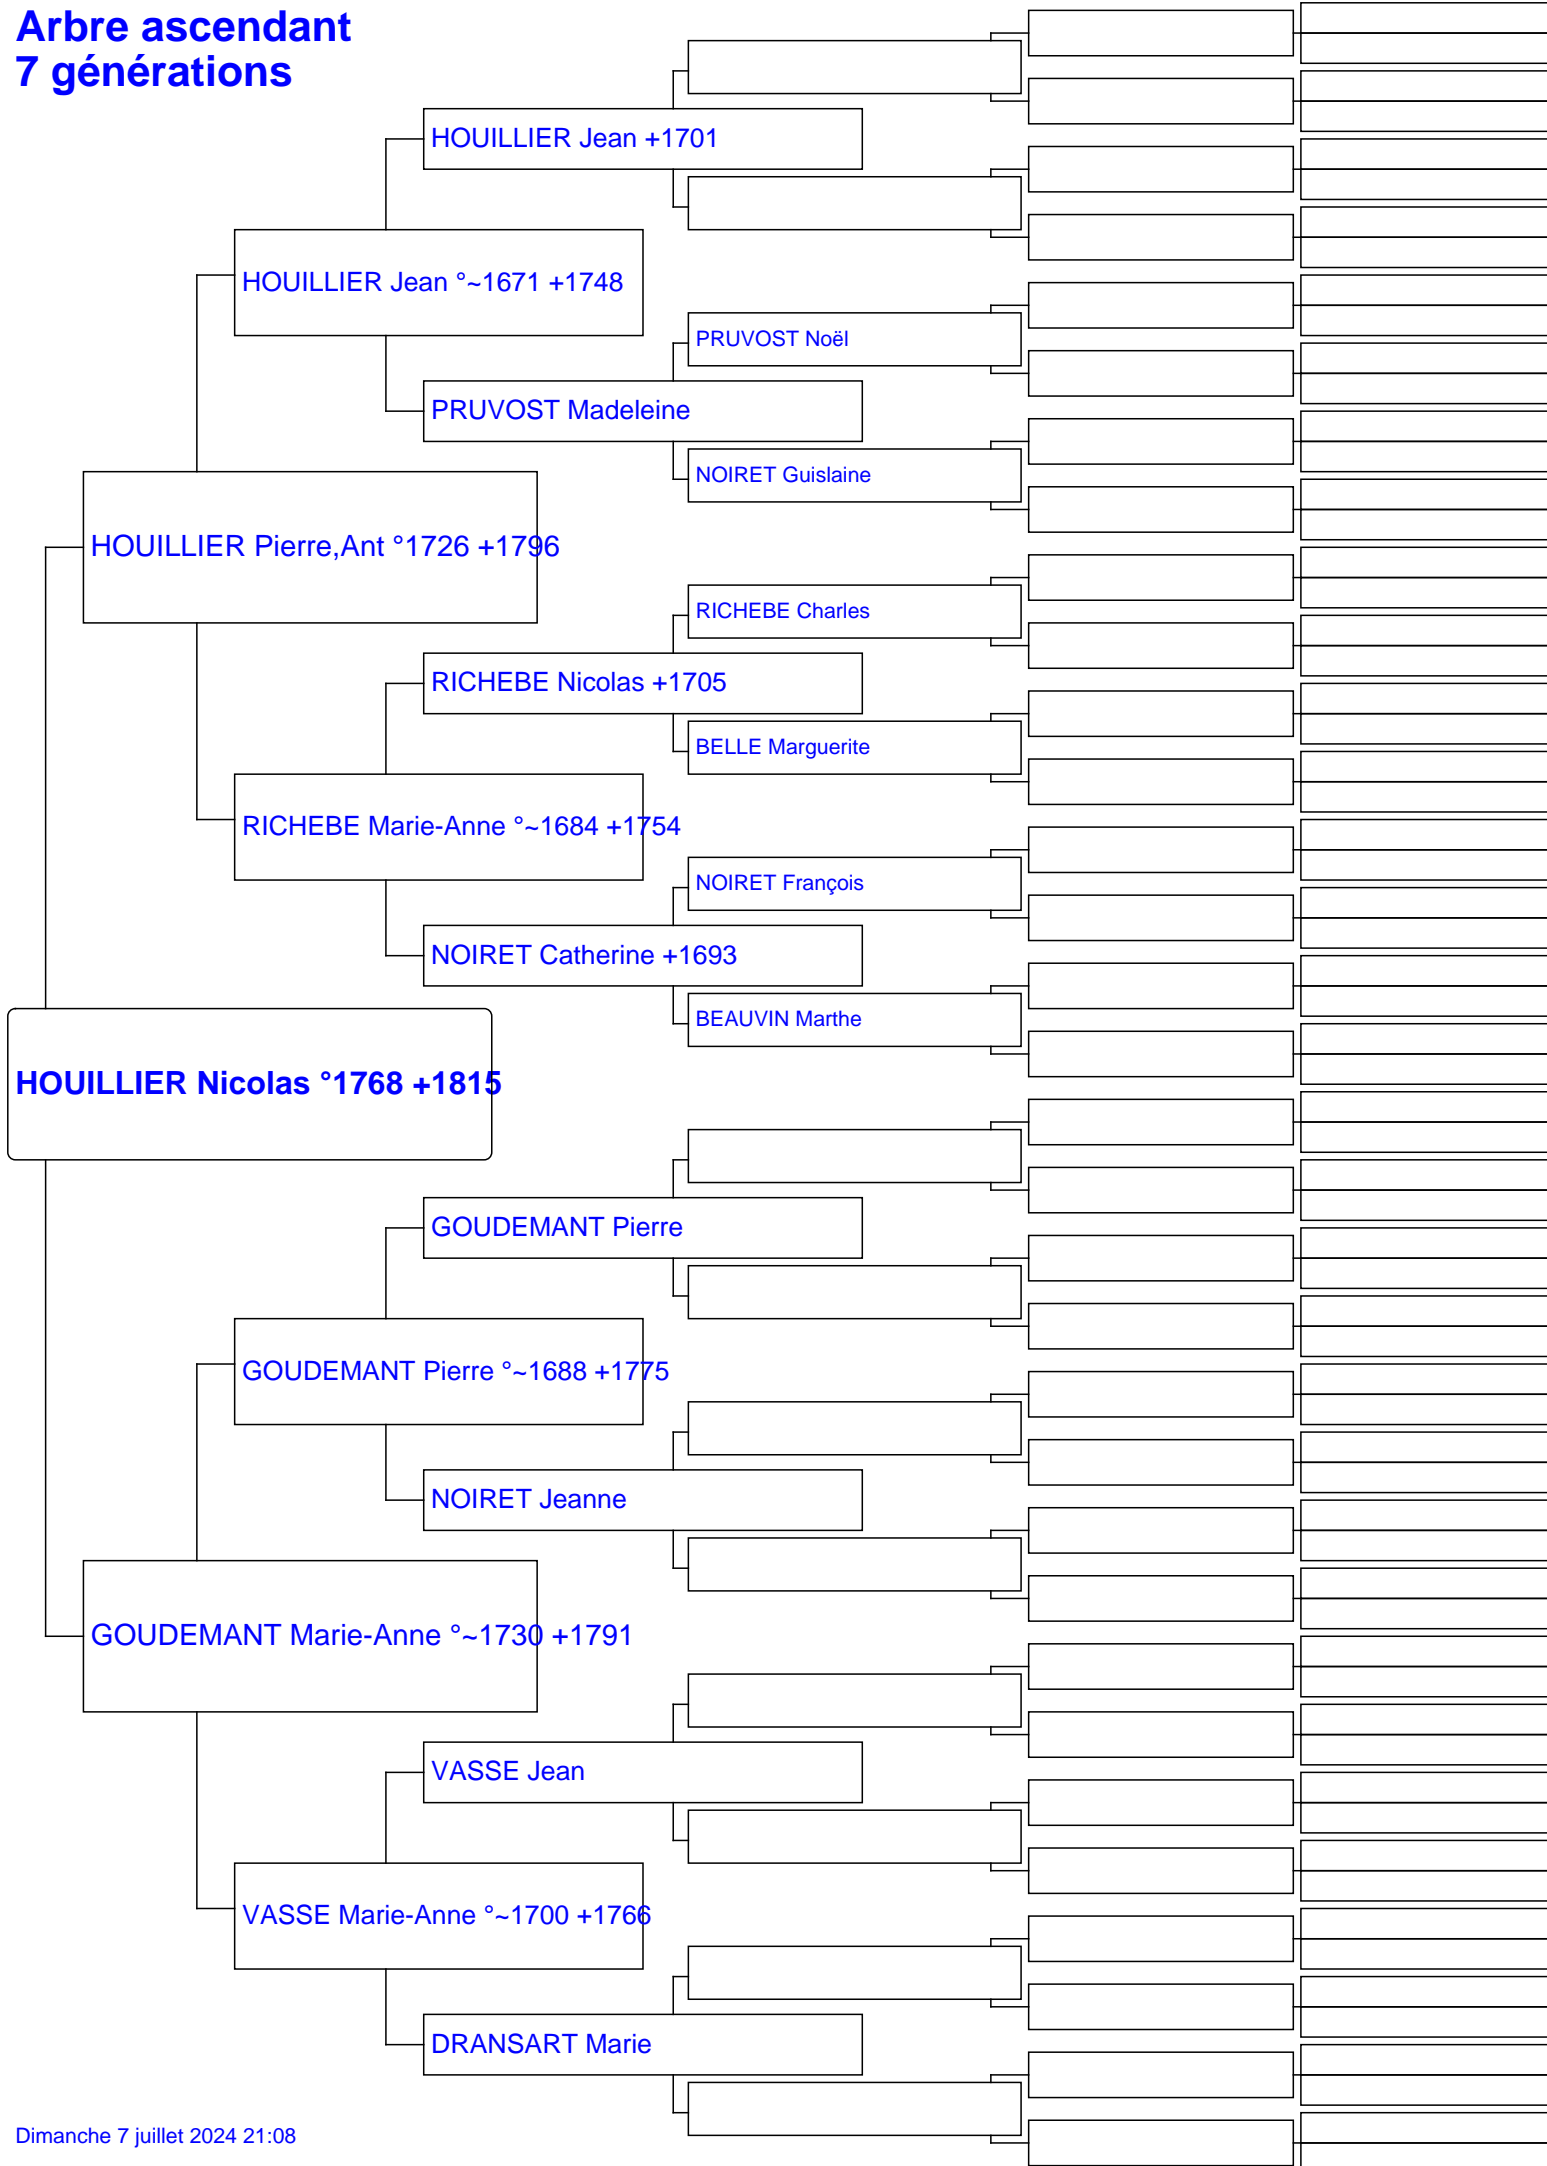 Arbre ascendant
7 générations
HOUILLIER Jean +1701
HOUILLIER Jean °~1671 +1748
PRUVOST Noël
PRUVOST Madeleine
NOIRET Guislaine
HOUILLIER Pierre,Ant °1726 +1796
RICHEBE Charles
RICHEBE Nicolas +1705
BELLE Marguerite
RICHEBE Marie-Anne °~1684 +1754
NOIRET François
NOIRET Catherine +1693
BEAUVIN Marthe
HOUILLIER Nicolas °1768 +1815
GOUDEMANT Pierre
GOUDEMANT Pierre °~1688 +1775
NOIRET Jeanne
GOUDEMANT Marie-Anne °~1730 +1791
VASSE Jean
VASSE Marie-Anne °~1700 +1766
DRANSART Marie
Dimanche 7 juillet 2024 21:08